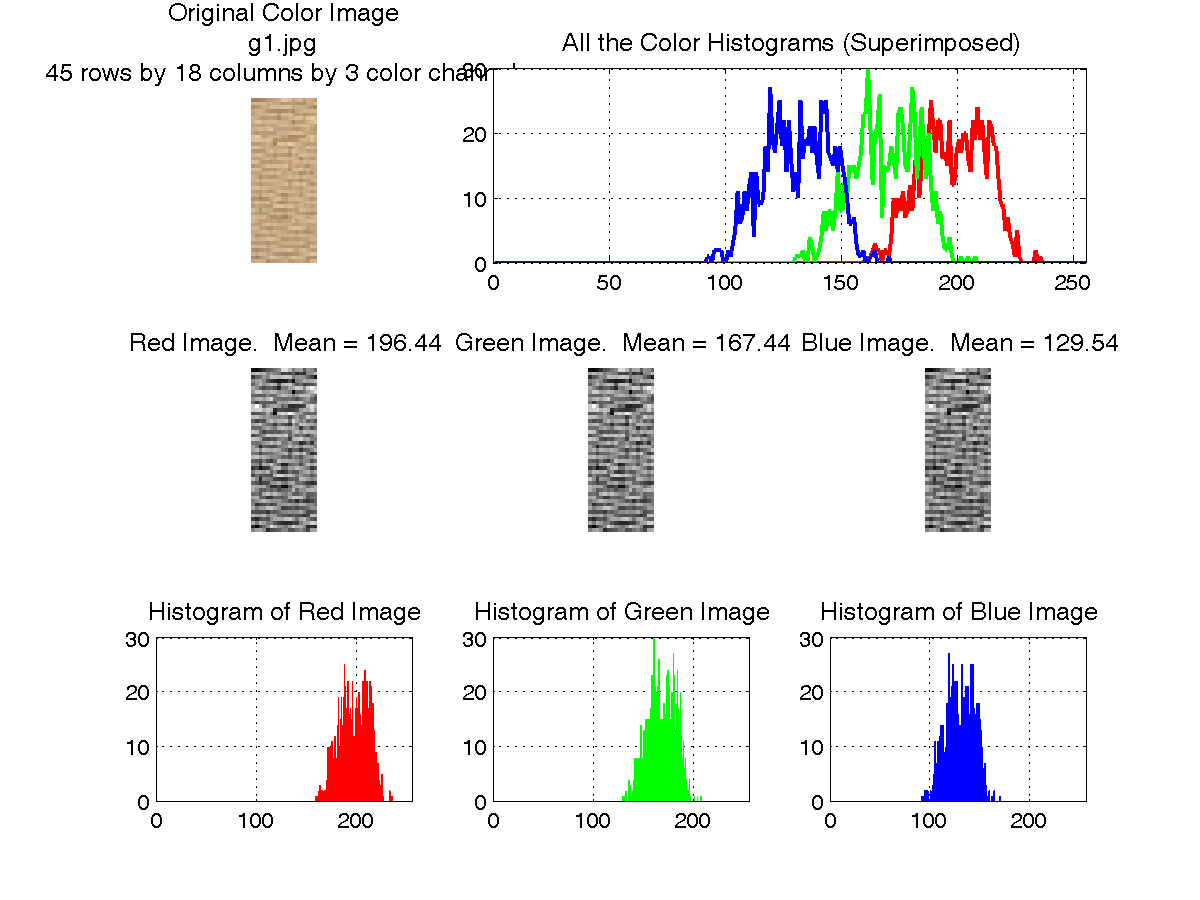 Original Color Image
g1.jpg
45 rows by 18 columns by 3 color
All the Color Histograms (Superimposed)
30
20
10
0
0 50 100 150 200 250
Red Image.  Mean = 196.44
Green Image.  Mean = 167.44
Blue Image.  Mean = 129.54
Histogram of Red Image
30
20
10
0
0 100 200
Histogram of Green Image
30
20
10
0
0 100 200
Histogram of Blue Image
30
20
10
0
0 100 200